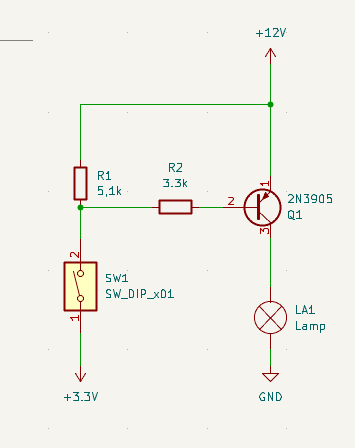 +12V
R1
5,1k
R2
3.3k
1
2
3
2N3905
Q1
2
1
SW1
SW_DIP_x01
LA1
Lamp
+3.3V
GND